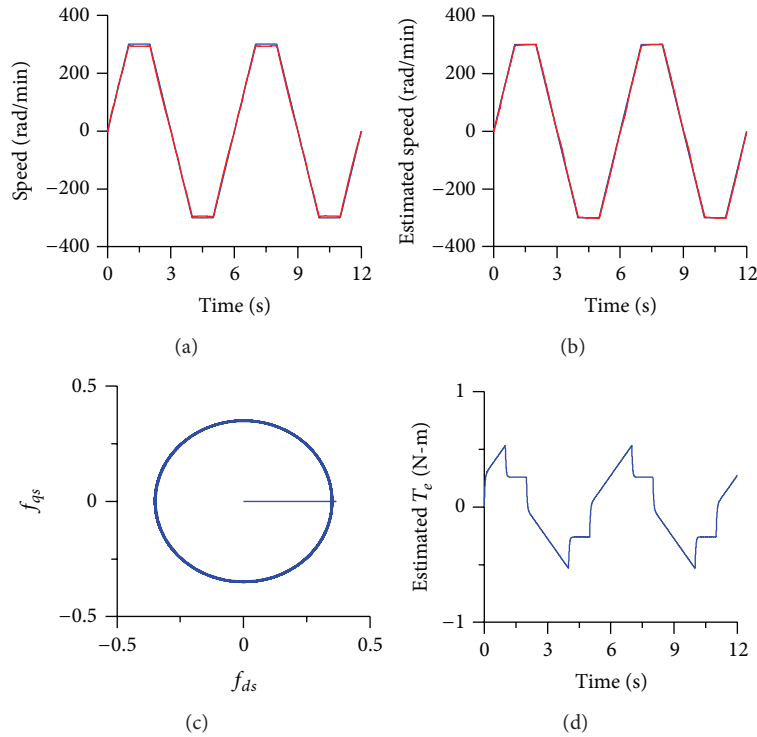 400
200
0
−200
−400
Speed (rad/min)
0 3 6 9 12
Time (s)
(a)
400
200
0
−200
−400
Estimated speed (rad/min)
0 3 6 9 12
Time (s)
(b)
0.5
0
−0.5
f_qs
−0.5 0 0.5
f_ds
(c)
1
0
−1
Estimated T_e (N-m)
0 3 6 9 12
Time (s)
(d)